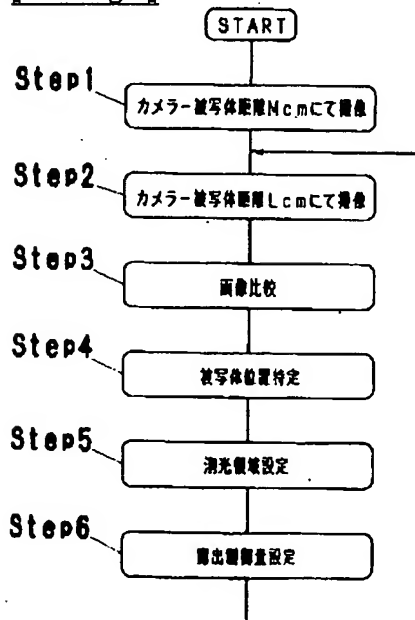 START
Step1
カメラー被写体距離Ncmにて撮像
Step2
カメラー被写体距離Lcmにて撮像
Step3
画像比較
Step4
被写体位置特定
Step5
測光領域設定
Step6
露出制御量設定